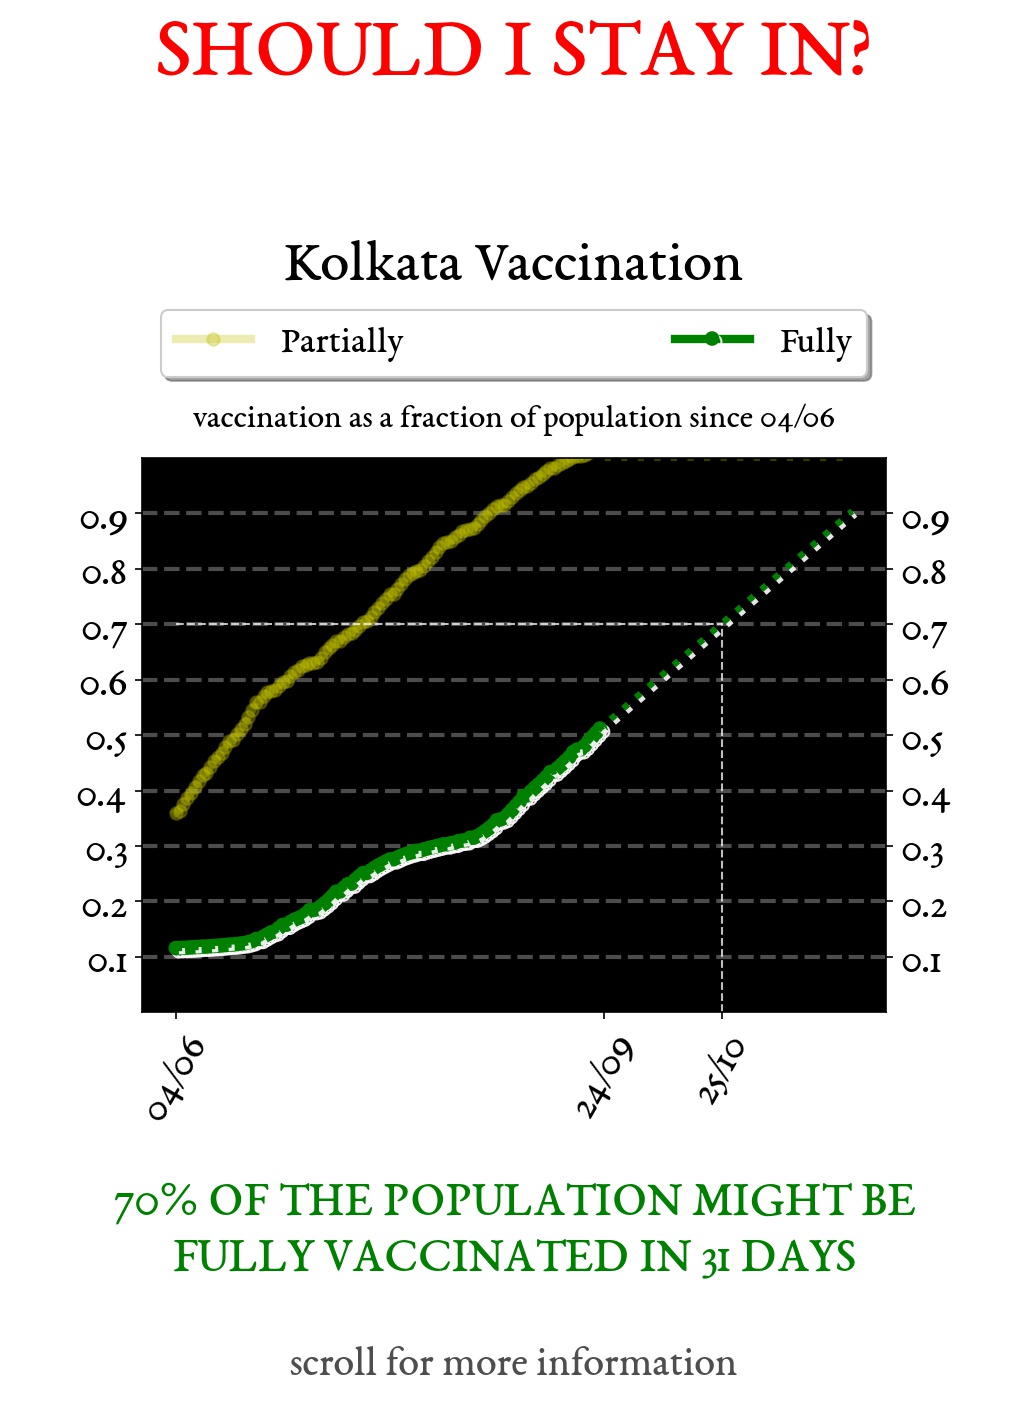 SHOULD I STAY IN?
Kolkata Vaccination
Partially Fully
vaccination as a fraction of population since 04/06
0.9 0.9
0.8 0.8
0.7 0.7
0.6 0.6
0.5 0.5
0.4 0.4
0.3 0.3
0.2 0.2
0.1 0.1
04/06 24/09 25/10
70% OF THE POPULATION MIGHT BE
FULLY VACCINATED IN 31 DAYS
scroll for more information